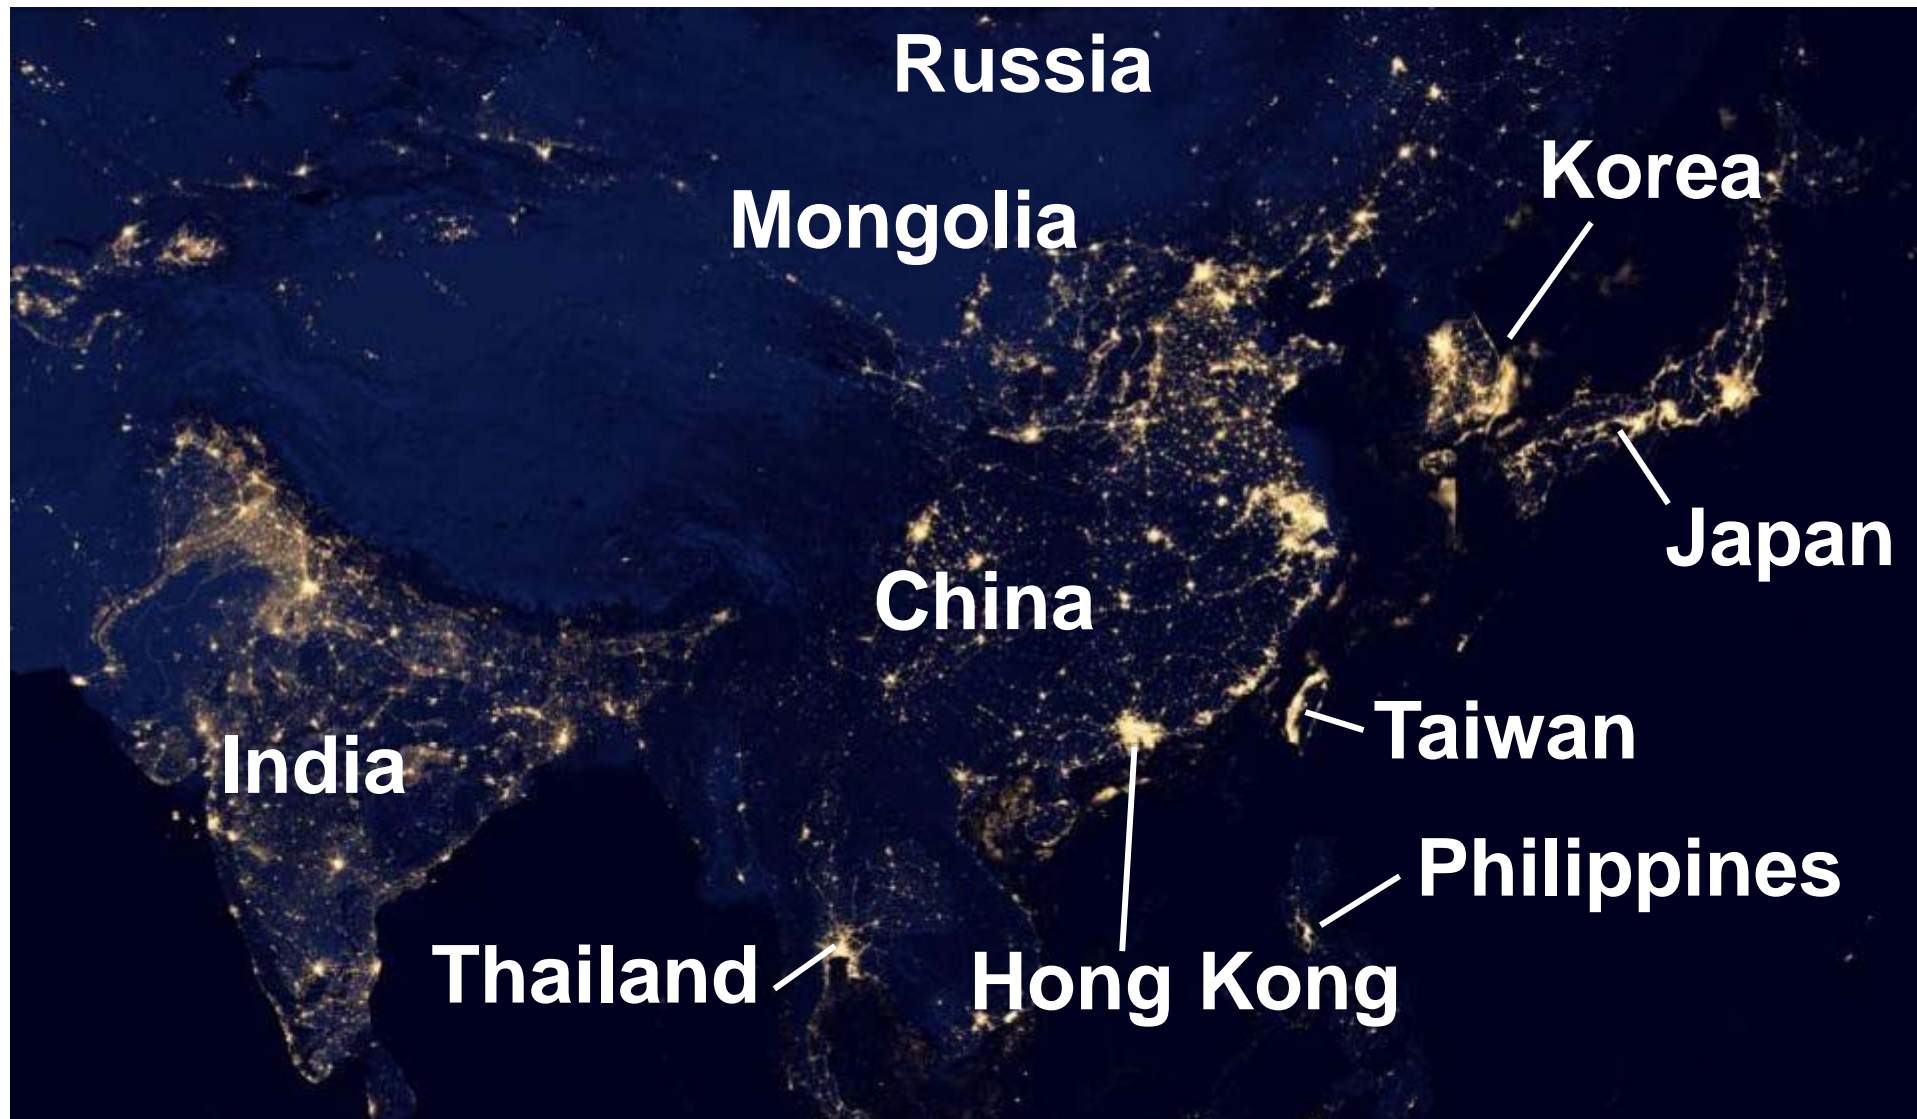 Russia
Korea
Mongolia
Japan
China
Taiwan
India
Philippines
Thailand
Hong Kong